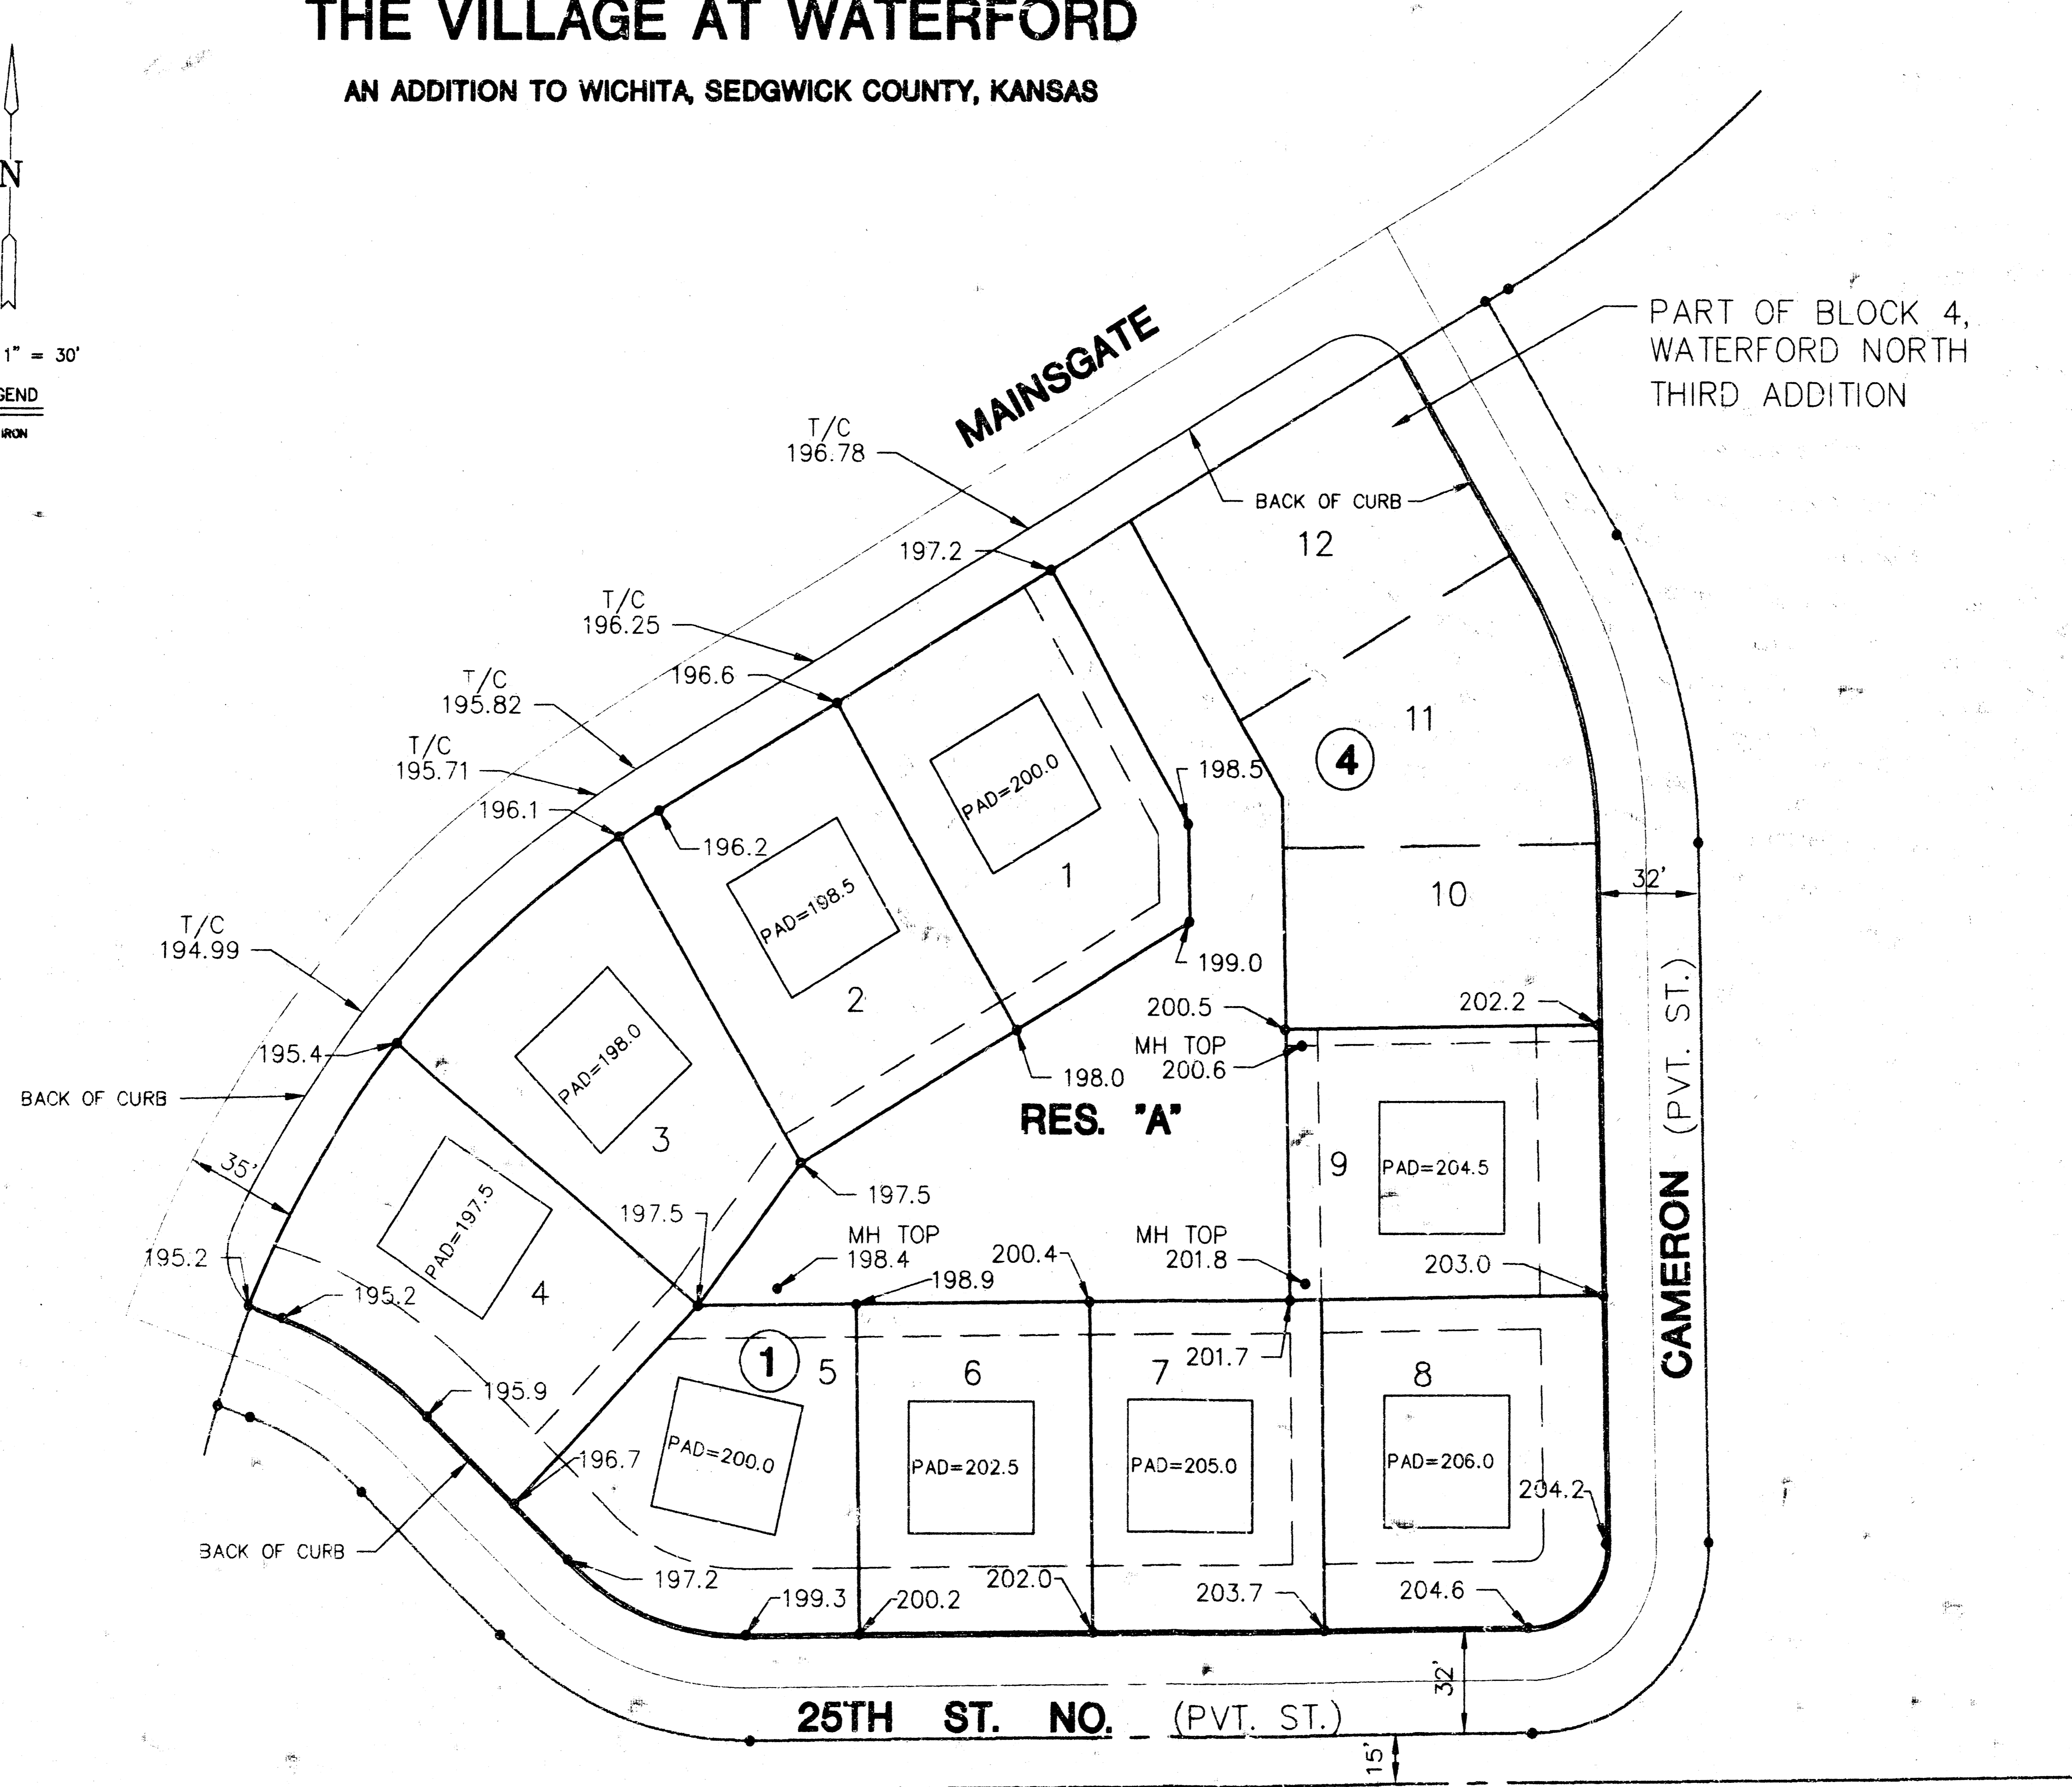 THE VILLAGE AT WATERFORD
AN ADDITION TO WICHITA, SEDGWICK COUNTY, KANSAS
N
1" = 30'
GEND
IRON
PART OF BLOCK 4,
WATERFORD NORTH
THIRD ADDITION
MAINSGATE
T/C
196.78
BACK OF CURB
12
197.2
T/C
196.25
196.6
T/C
195.82
T/C
195.71
196.1
196.2
11
4
198.5
PAD=200.0
1
PAD=198.5
2
10
32'
T/C
194.99
199.0
200.5
202.2
MH TOP
200.6
195.4
PAD=198.0
3
198.0
RES. "A"
BACK OF CURB
35'
9
PAD=204.5
CAMERON (PVT. ST.)
197.5
197.5
PAD=197.5
4
MH TOP
198.4
200.4
MH TOP
201.8
203.0
195.2
195.2
198.9
1
5
6
7
201.7
8
195.9
196.7
PAD=200.0
PAD=202.5
PAD=205.0
PAD=206.0
204.2
BACK OF CURB
197.2
199.3
200.2
202.0
203.7
204.6
32'
25TH ST. NO. (PVT. ST.)
15'